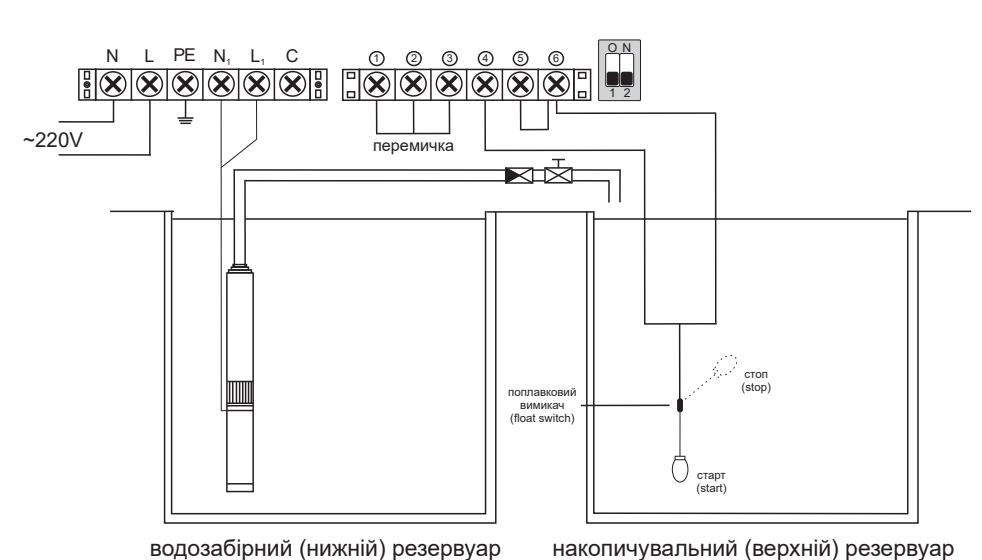 N L PE N₁ L₁ C
① ② ③ ④ ⑤ ⑥
O N
1 2
~220V
перемичка
стоп
(stop)
поплавковий
вимикач
(float switch)
старт
(start)
водозабірний (нижній) резервуар
накопичувальний (верхній) резервуар